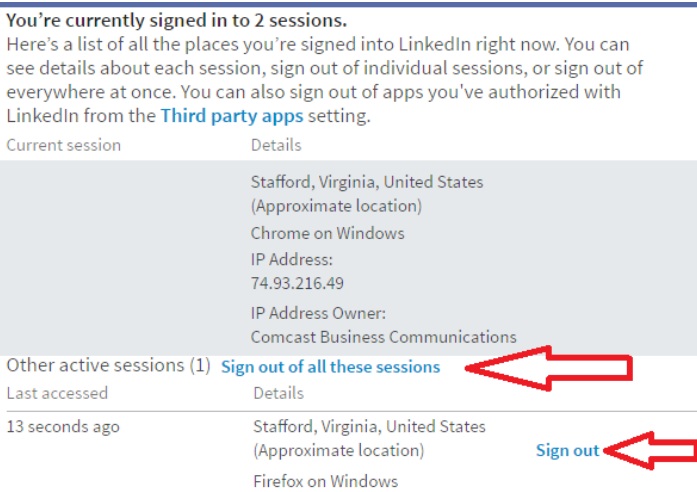 You’re currently signed in to 2 sessions.
Here’s a list of all the places you’re signed into LinkedIn right now. You can
see details about each session, sign out of individual sessions, or sign out of
everywhere at once. You can also sign out of apps you've authorized with
LinkedIn from the Third party apps setting.
Current session Details
Stafford, Virginia, United States
(Approximate location)
Chrome on Windows
IP Address:
74.93.216.49
IP Address Owner:
Comcast Business Communications
Other active sessions (1) Sign out of all these sessions
Last accessed Details
13 seconds ago Stafford, Virginia, United States
(Approximate location) Sign out
Firefox on Windows